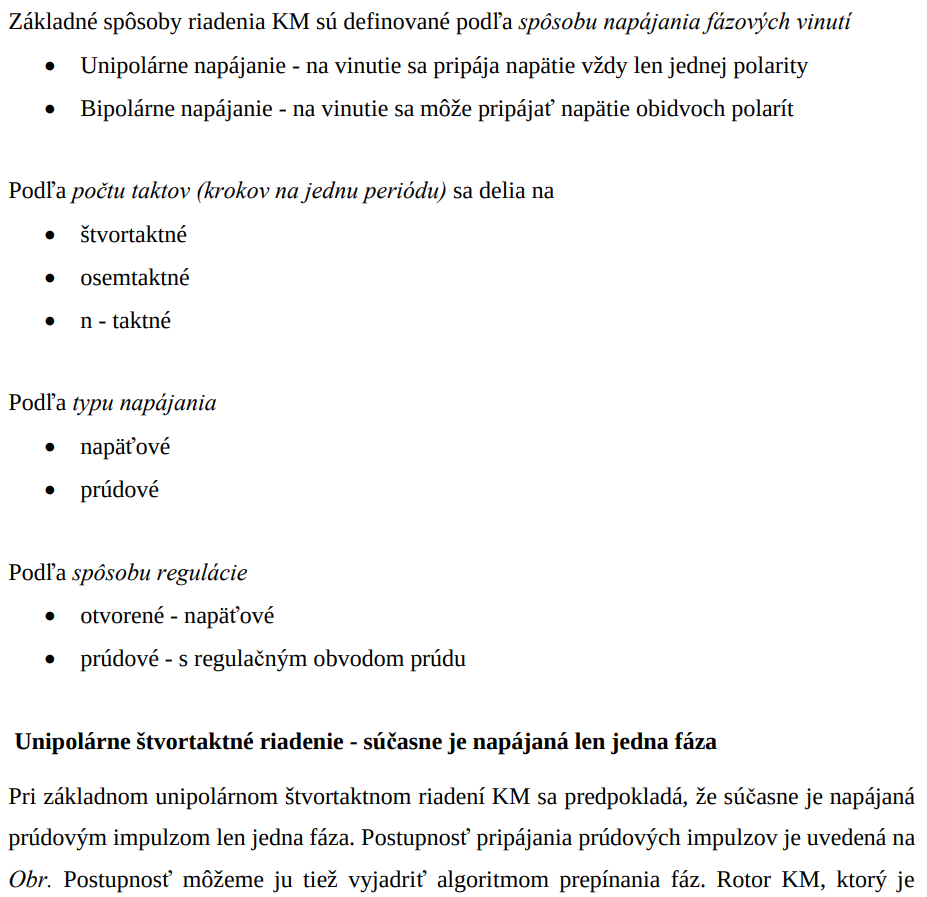 Základné spôsoby riadenia KM sú definované podľa spôsobu napájania fázových vinutí
• Unipolárne napájanie - na vinutie sa pripája napätie vždy len jednej polarity
• Bipolárne napájanie - na vinutie sa môže pripájať napätie obidvoch polarít
Podľa počtu taktov (krokov na jednu periódu) sa delia na
• štvortaktné
• osemtaktné
• n - taktné
Podľa typu napájania
• napäťové
• prúdové
Podľa spôsobu regulácie
• otvorené - napäťové
• prúdové - s regulačným obvodom prúdu
Unipolárne štvortaktné riadenie - súčasne je napájaná len jedna fáza
Pri základnom unipolárnom štvortaktnom riadení KM sa predpokladá, že súčasne je napájaná
prúdovým impulzom len jedna fáza. Postupnosť pripájania prúdových impulzov je uvedená na
Obr. Postupnosť môžeme ju tiež vyjadriť algoritmom prepínania fáz. Rotor KM, ktorý je